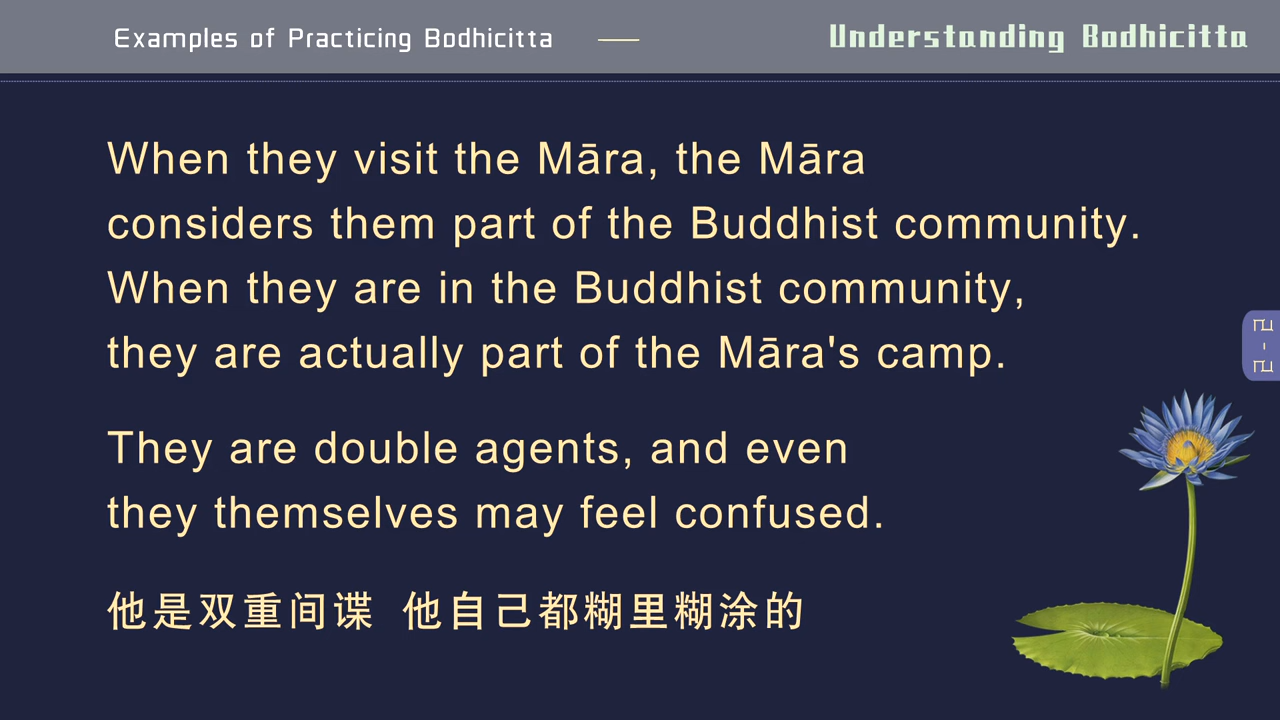 Examples of Practicing Bodhicitta
Understanding Bodhicitta
When they visit the Māra, the Māra
considers them part of the Buddhist community.
When they are in the Buddhist community,
they are actually part of the Māra's camp.
They are double agents, and even
they themselves may feel confused.
他是双重间谍 他自己都糊里糊涂的